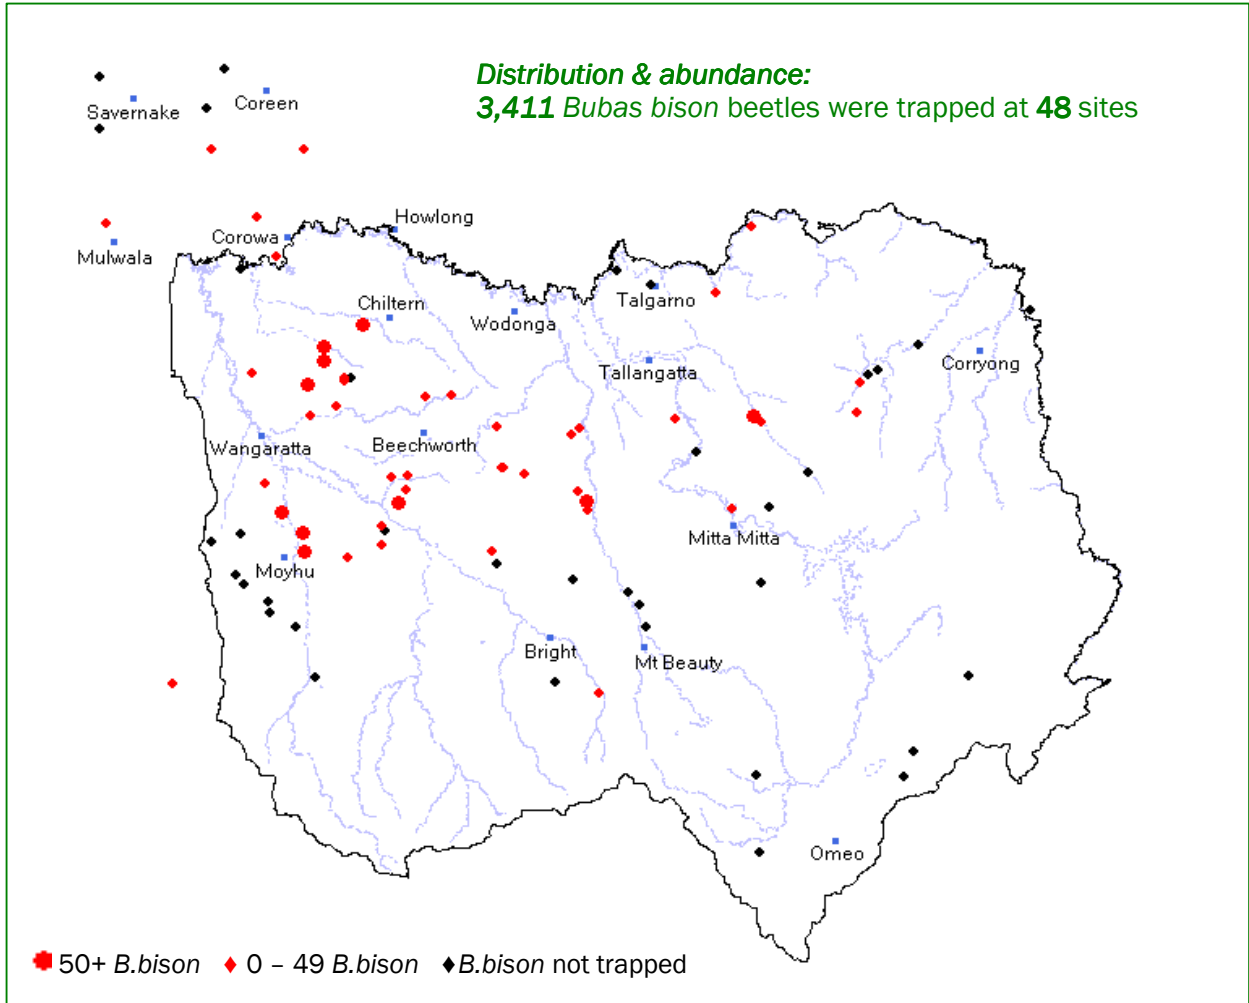 Distribution & abundance:
3,411 Bubas bison beetles were trapped at 48 sites
Savernake
Coreen
Howlong
Corowa
Mulwala
Chiltern
Wodonga
Talgarno
Tallangatta
Corryong
Wangaratta
Beechworth
Mitta Mitta
Moyhu
Bright
Mt Beauty
Omeo
50+ B.bison 0 – 49 B.bison B.bison not trapped